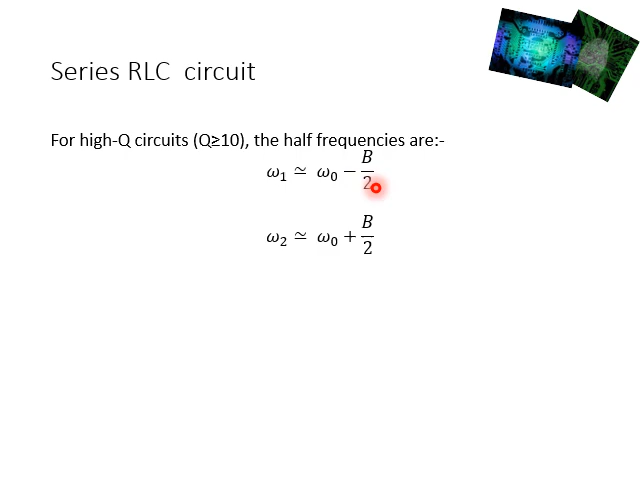 Series RLC  circuit
For high-Q circuits (Q≥10), the half frequencies are:-
ω₁ ≃ ω₀ − B/2
ω₂ ≃ ω₀ + B/2